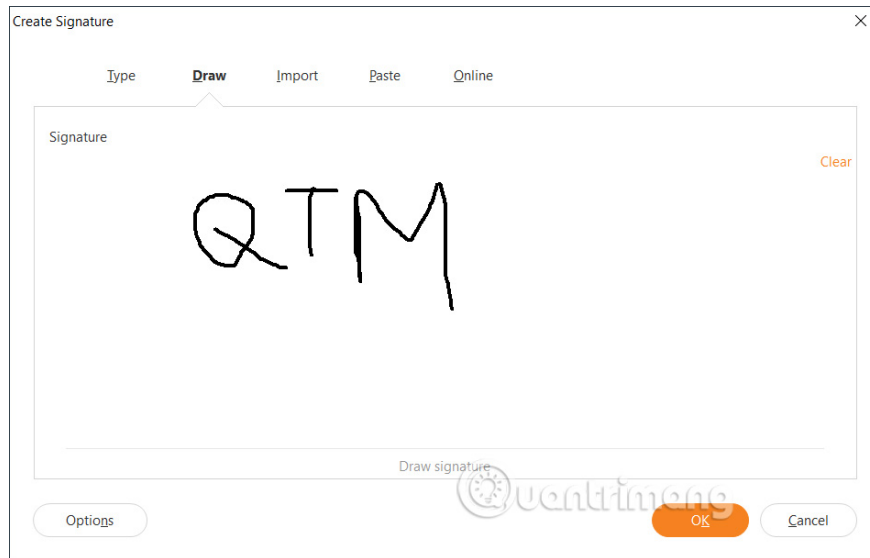 Create Signature
Type Draw Import Paste Online
Signature
Clear
QTM
Draw signature
Quantrimang
Options OK Cancel